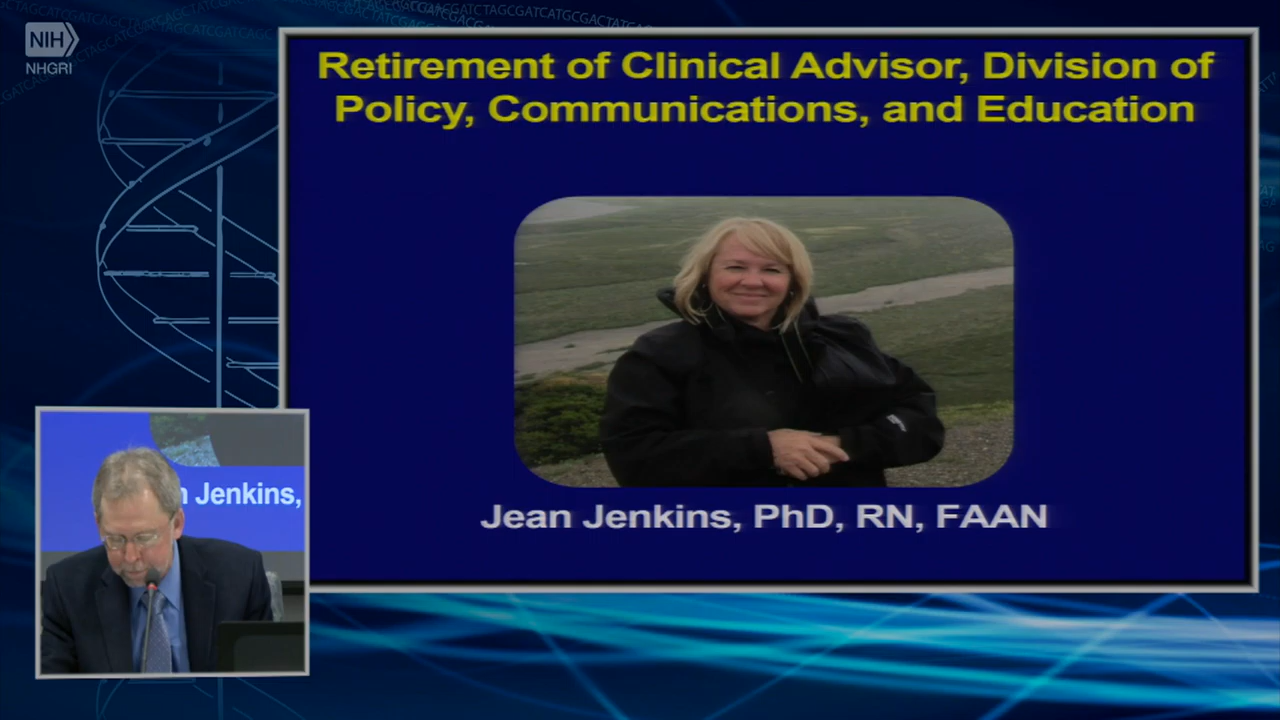 NIH
NHGRI
Retirement of Clinical Advisor, Division of
Policy, Communications, and Education
Jean Jenkins, PhD, RN, FAAN
n Jenkins,